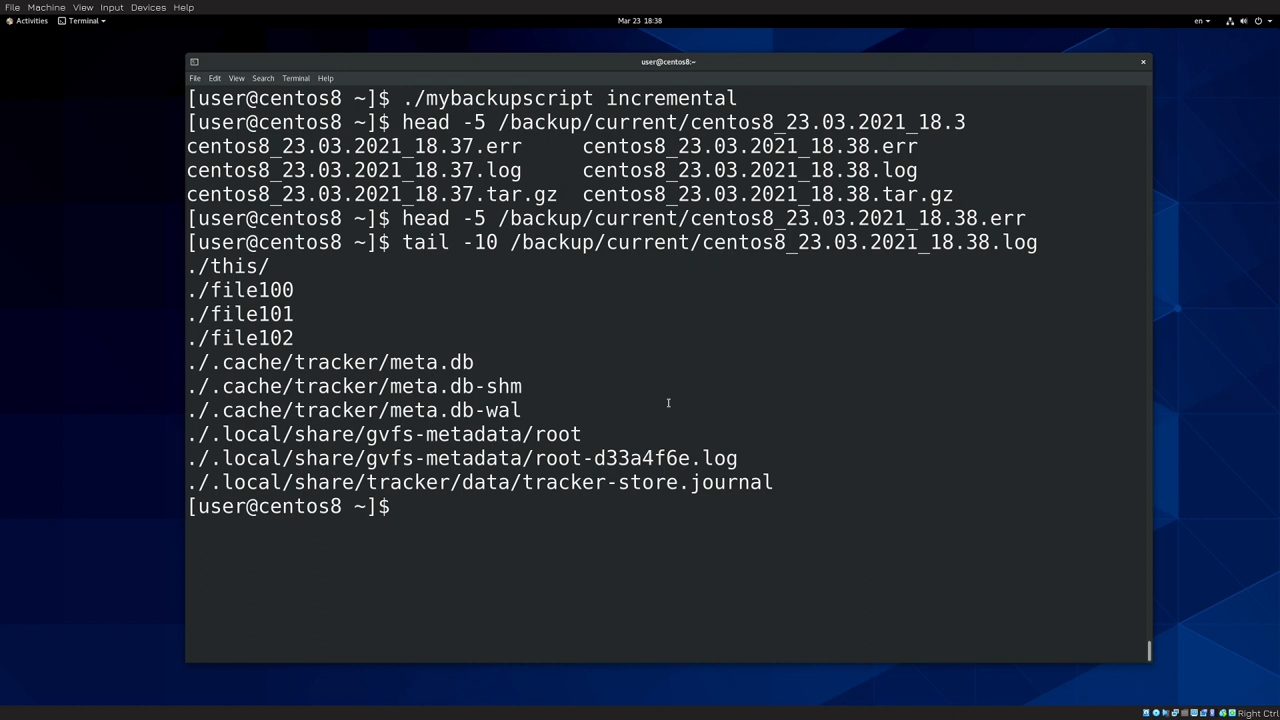 File Machine View Input Devices Help
Activities Terminal Mar 23 18:38 en
user@centos8:~
File Edit View Search Terminal Help
[user@centos8 ~]$ ./mybackupscript incremental
[user@centos8 ~]$ head -5 /backup/current/centos8_23.03.2021_18.3
centos8_23.03.2021_18.37.err centos8_23.03.2021_18.38.err
centos8_23.03.2021_18.37.log centos8_23.03.2021_18.38.log
centos8_23.03.2021_18.37.tar.gz centos8_23.03.2021_18.38.tar.gz
[user@centos8 ~]$ head -5 /backup/current/centos8_23.03.2021_18.38.err
[user@centos8 ~]$ tail -10 /backup/current/centos8_23.03.2021_18.38.log
./this/
./file100
./file101
./file102
./.cache/tracker/meta.db
./.cache/tracker/meta.db-shm
./.cache/tracker/meta.db-wal
./.local/share/gvfs-metadata/root
./.local/share/gvfs-metadata/root-d33a4f6e.log
./.local/share/tracker/data/tracker-store.journal
[user@centos8 ~]$
Right Ctrl